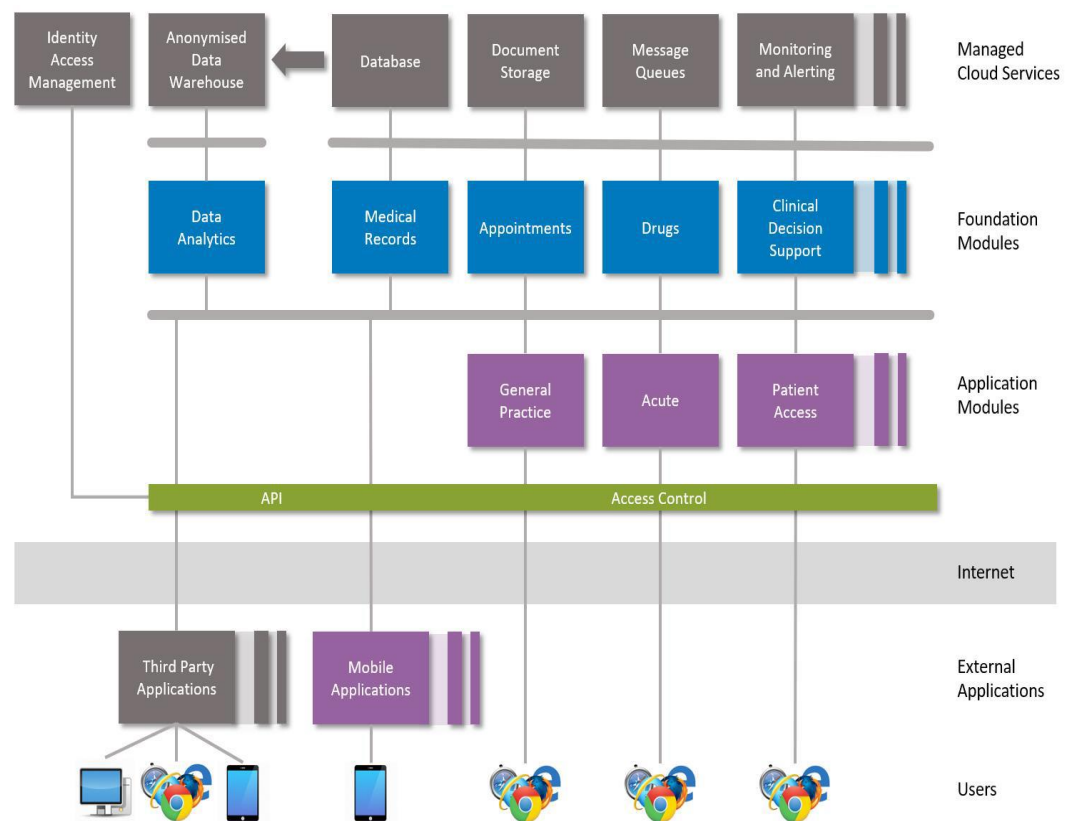 Identity
Access
Management
Anonymised
Data
Warehouse
Database
Document
Storage
Message
Queues
Monitoring
and Alerting
Managed
Cloud Services
Data
Analytics
Medical
Records
Appointments
Drugs
Clinical
Decision
Support
Foundation
Modules
General
Practice
Acute
Patient
Access
Application
Modules
API
Access Control
Internet
Third Party
Applications
Mobile
Applications
External
Applications
Users